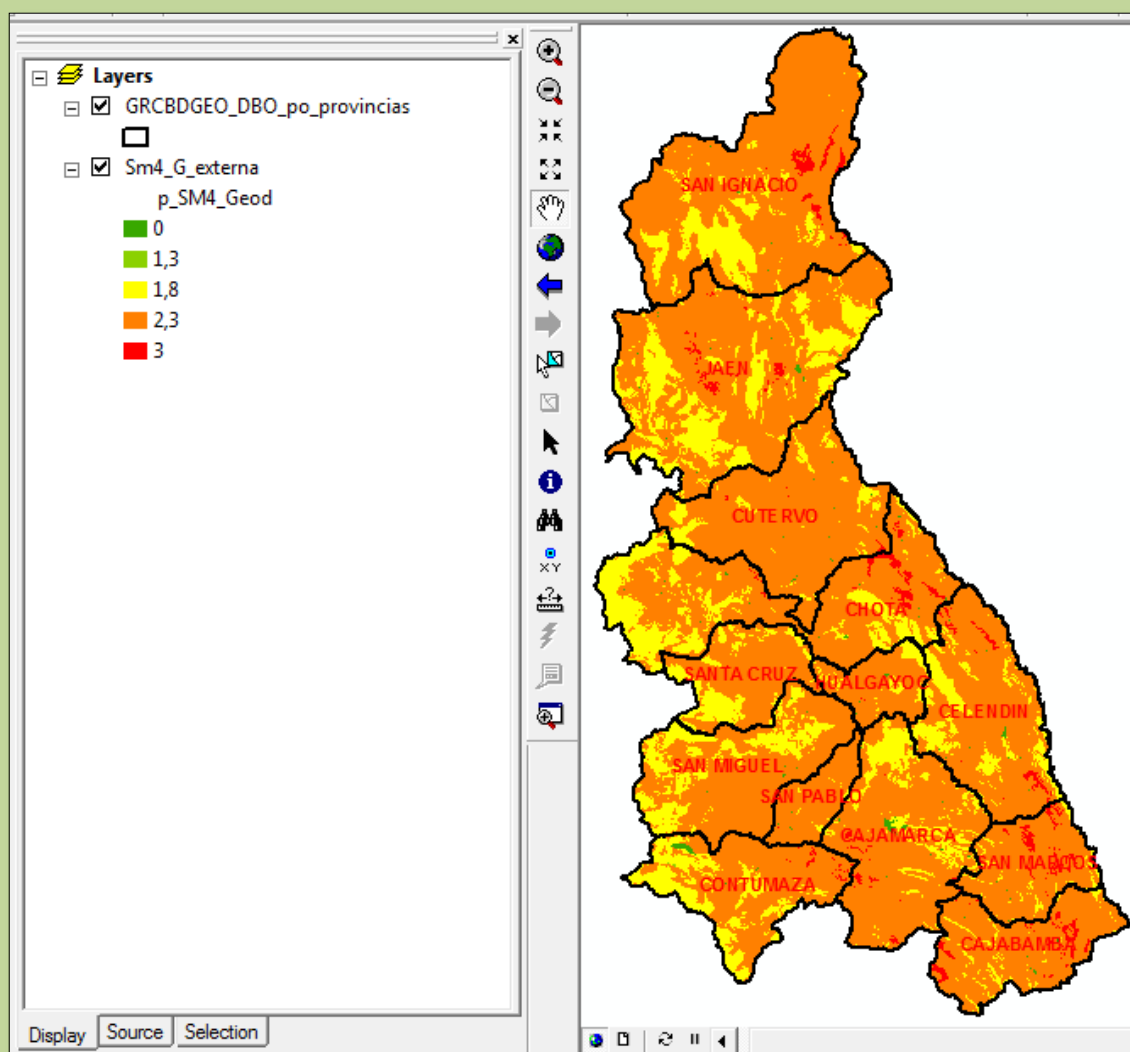 Layers
GRCBDGEO_DBO_po_provincias
Sm4_G_externa
p_SM4_Geod
0
1,3
1,8
2,3
3
XY
Display
Source
Selection
SAN IGNACIO
JAEN
CUTERVO
CHOTA
SANTA CRUZ
HUALGAYOC
CELENDIN
SAN MIGUEL
SAN PABLO
CAJAMARCA
SAN MARCOS
CONTUMAZA
CAJABAMBA